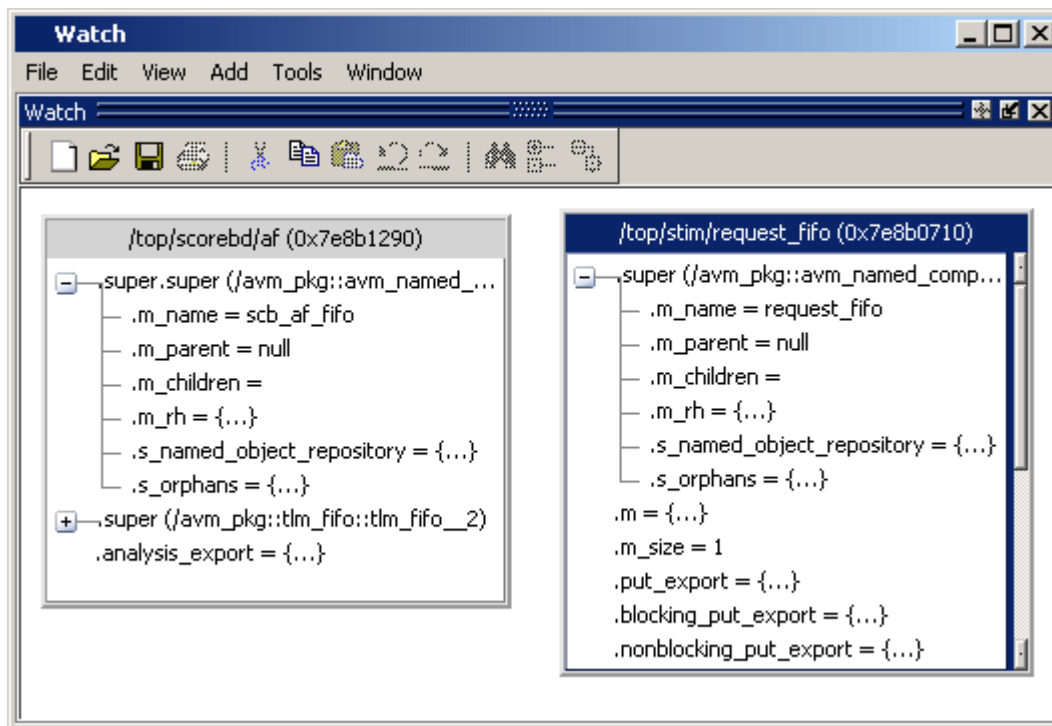 Watch
File Edit View Add Tools Window
Watch
/top/scorebd/af (0x7e8b1290)
.super.super (/avm_pkg::avm_named_...
.m_name = scb_af_fifo
.m_parent = null
.m_children =
.m_rh = {...}
.s_named_object_repository = {...}
.s_orphans = {...}
.super (/avm_pkg::tlm_fifo::tlm_fifo__2)
.analysis_export = {...}
/top/stim/request_fifo (0x7e8b0710)
.super (/avm_pkg::avm_named_comp...
.m_name = request_fifo
.m_parent = null
.m_children =
.m_rh = {...}
.s_named_object_repository = {...}
.s_orphans = {...}
.m = {...}
.m_size = 1
.put_export = {...}
.blocking_put_export = {...}
.nonblocking_put_export = {...}